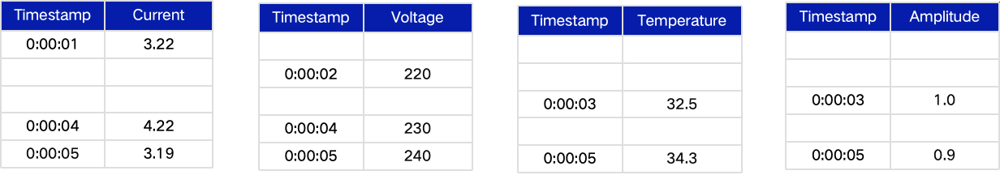 Timestamp Current
0:00:01 3.22
0:00:04 4.22
0:00:05 3.19
Timestamp Voltage
0:00:02 220
0:00:04 230
0:00:05 240
Timestamp Temperature
0:00:03 32.5
0:00:05 34.3
Timestamp Amplitude
0:00:03 1.0
0:00:05 0.9